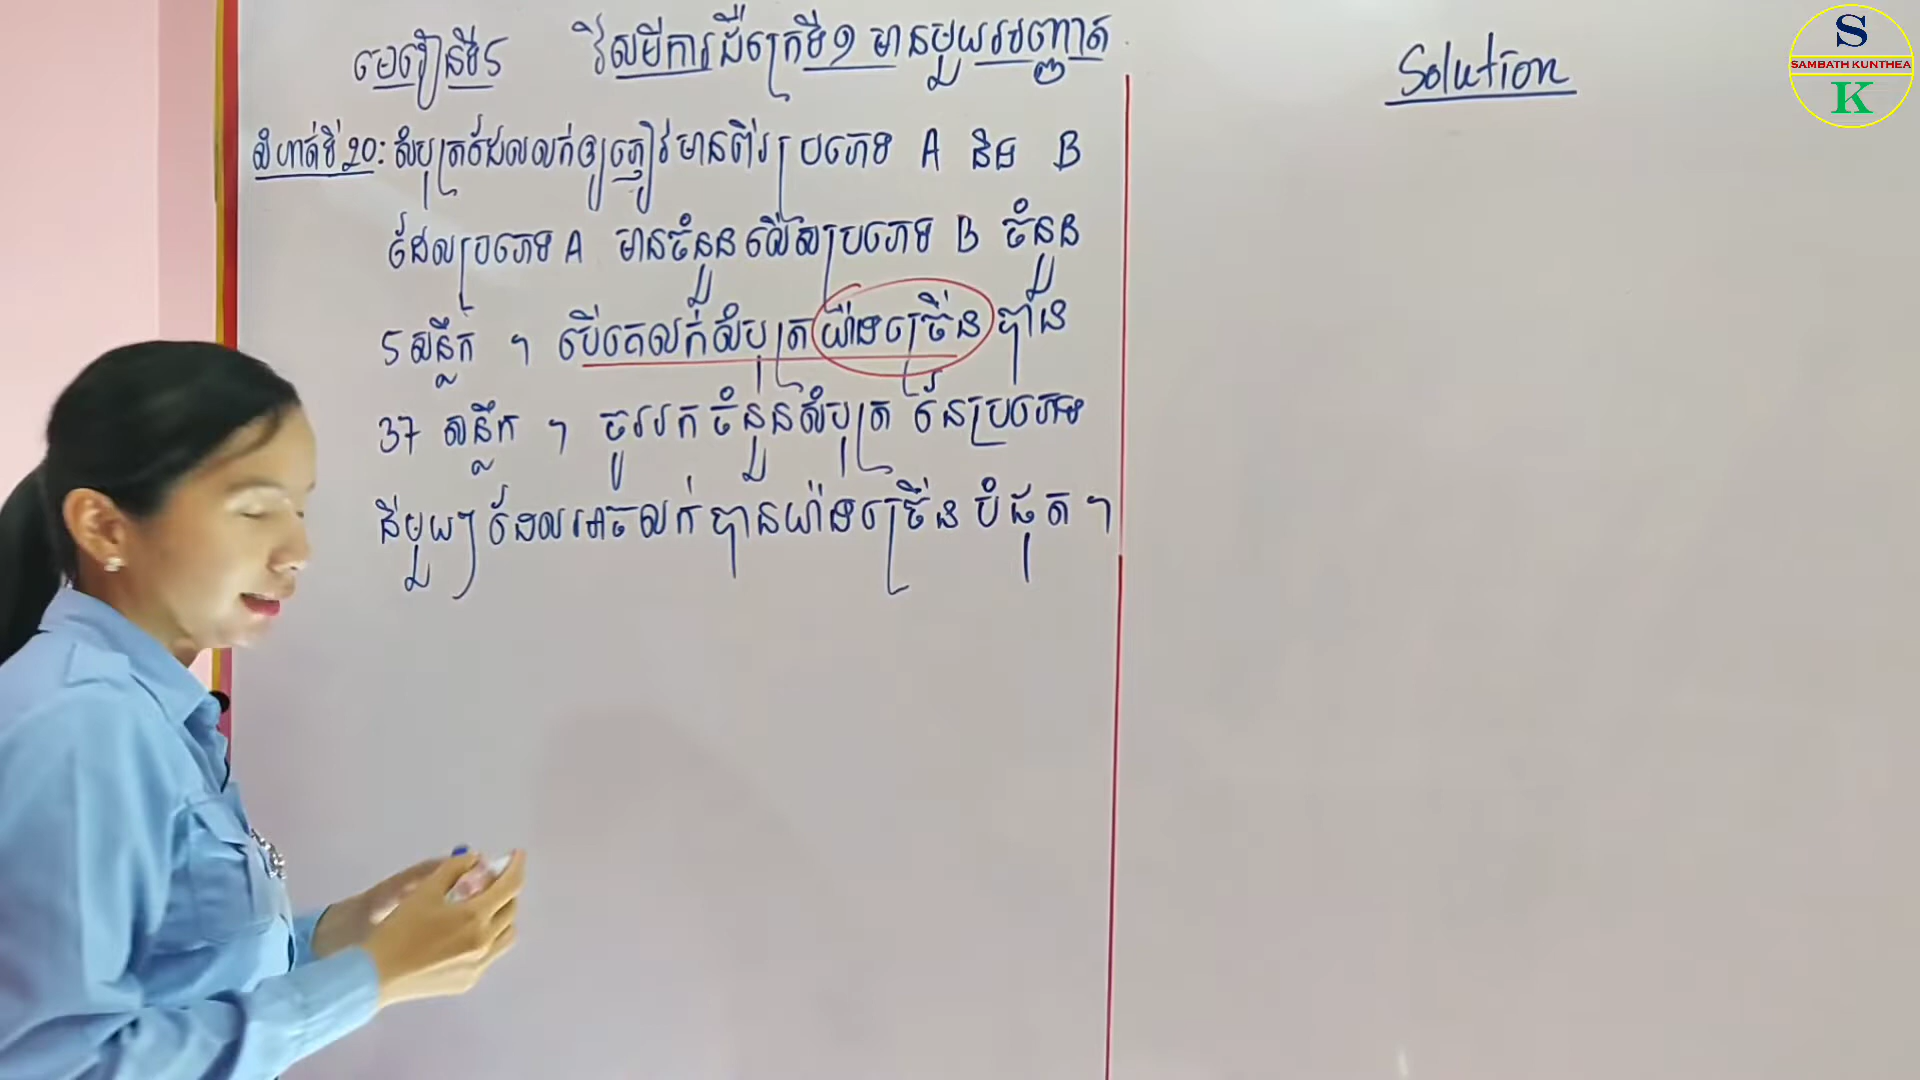 មេរៀនទី5 វិសមីការដឺក្រេទី១ មានមួយអញ្ញាត
Solution
S
SAMBATH KUNTHEA
K
លំហាត់ទី 20: សំបុត្រដែលលក់ឲ្យភ្ញៀវមានពីរប្រភេទ A និង B
ដែលប្រភេទ A មានចំនួនលើសប្រភេទ B ចំនួន
5 សន្លឹក ។ បើគេលក់សំបុត្រយ៉ាងច្រើនបាន
37 សន្លឹក ។ ចូររកចំនួនសំបុត្រ នៃប្រភេទ
នីមួយៗដែលអាចលក់បានយ៉ាងច្រើនបំផុត ។